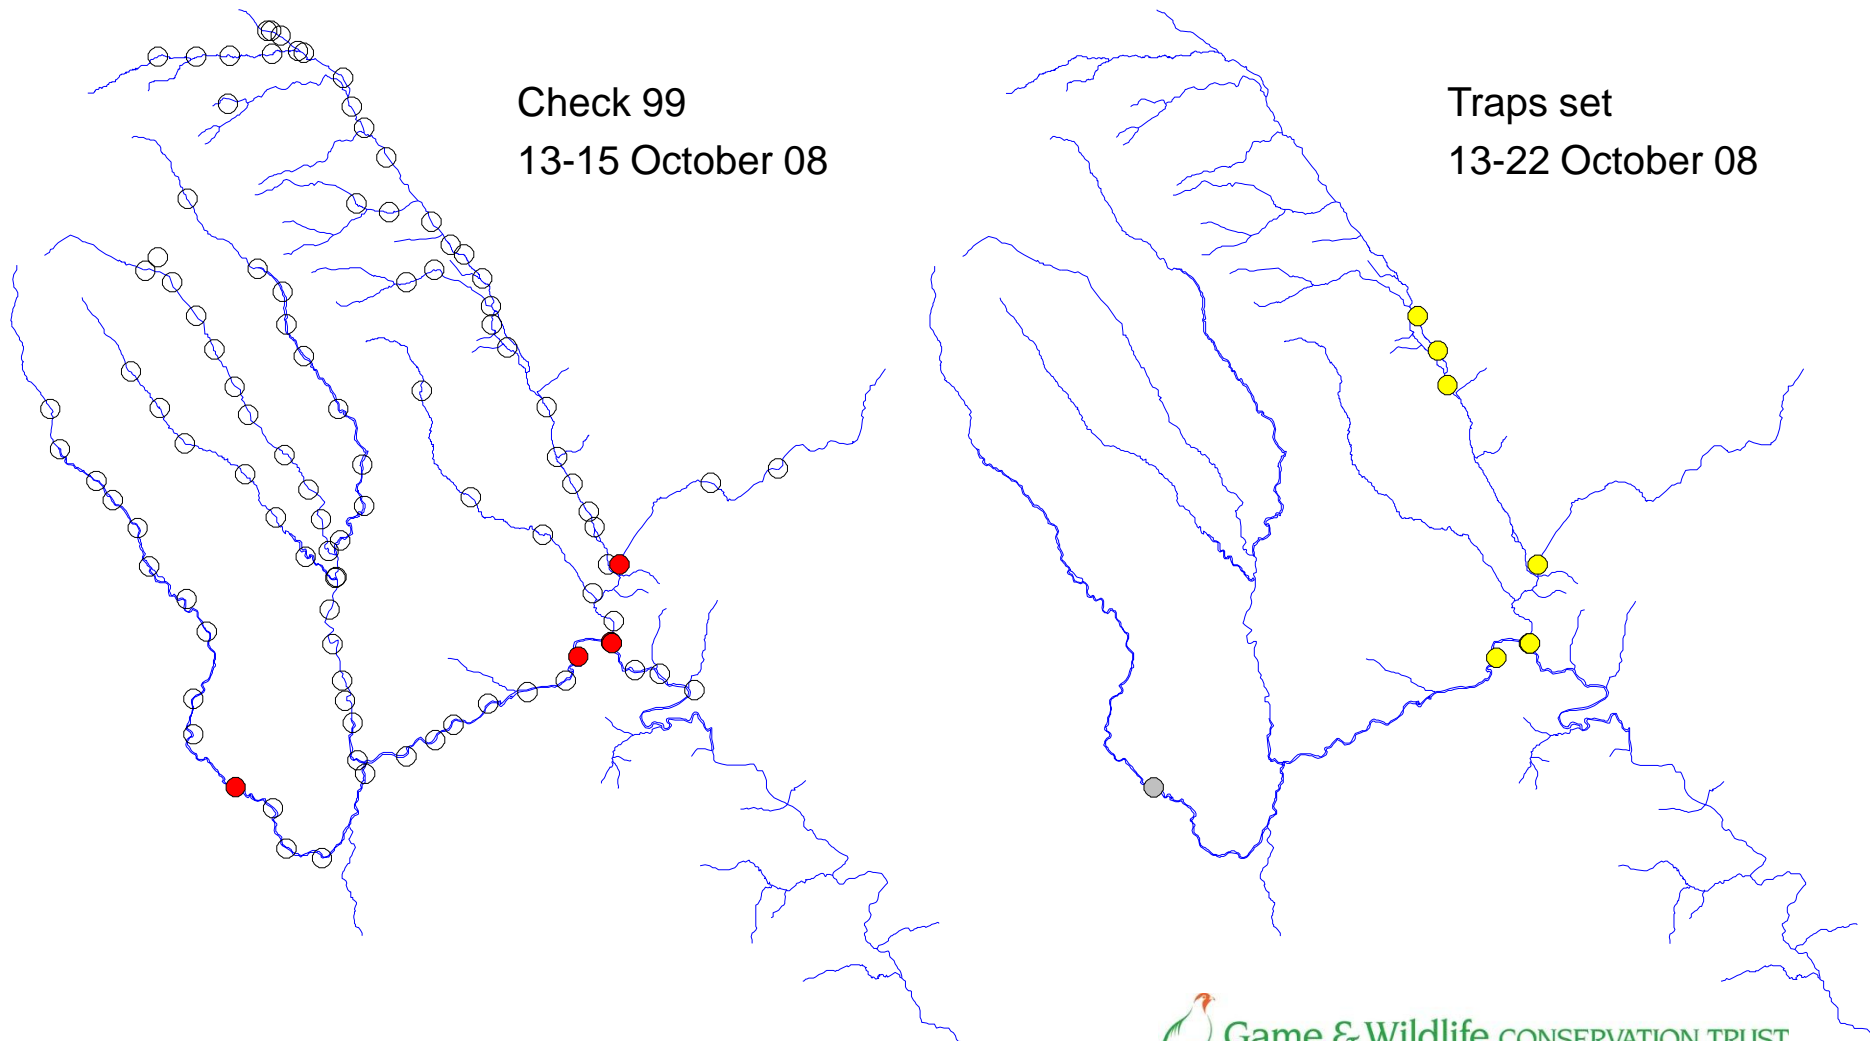 Check 99
13-15 October 08
Traps set
13-22 October 08
Game & Wildlife CONSERVATION TRUST